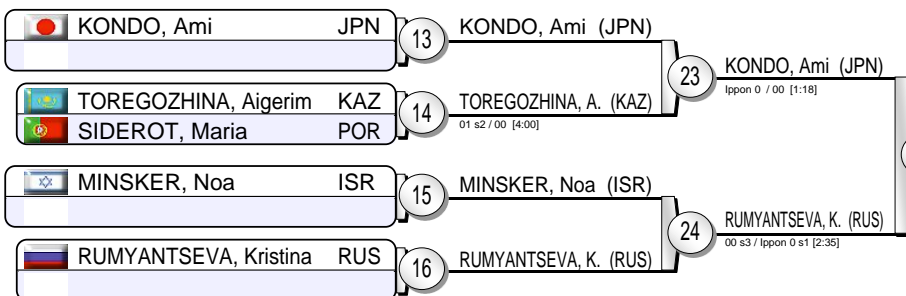 KONDO, Ami JPN
13
KONDO, Ami (JPN)
23
KONDO, Ami (JPN)
Ippon 0 / 00 [1:18]
TOREGOZHINA, Aigerim KAZ
SIDEROT, Maria POR
14
TOREGOZHINA, A. (KAZ)
01 s2 / 00 [4:00]
MINSKER, Noa ISR
15
MINSKER, Noa (ISR)
24
RUMYANTSEVA, K. (RUS)
00 s3 / Ippon 0 s1 [2:35]
RUMYANTSEVA, Kristina RUS
16
RUMYANTSEVA, K. (RUS)